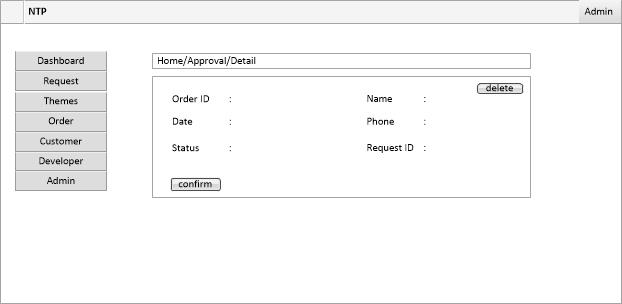 NTP Admin
Dashboard
Request
Themes
Order
Customer
Developer
Admin
Home/Approval/Detail
delete
Order ID : Name :
Date : Phone :
Status : Request ID :
confirm